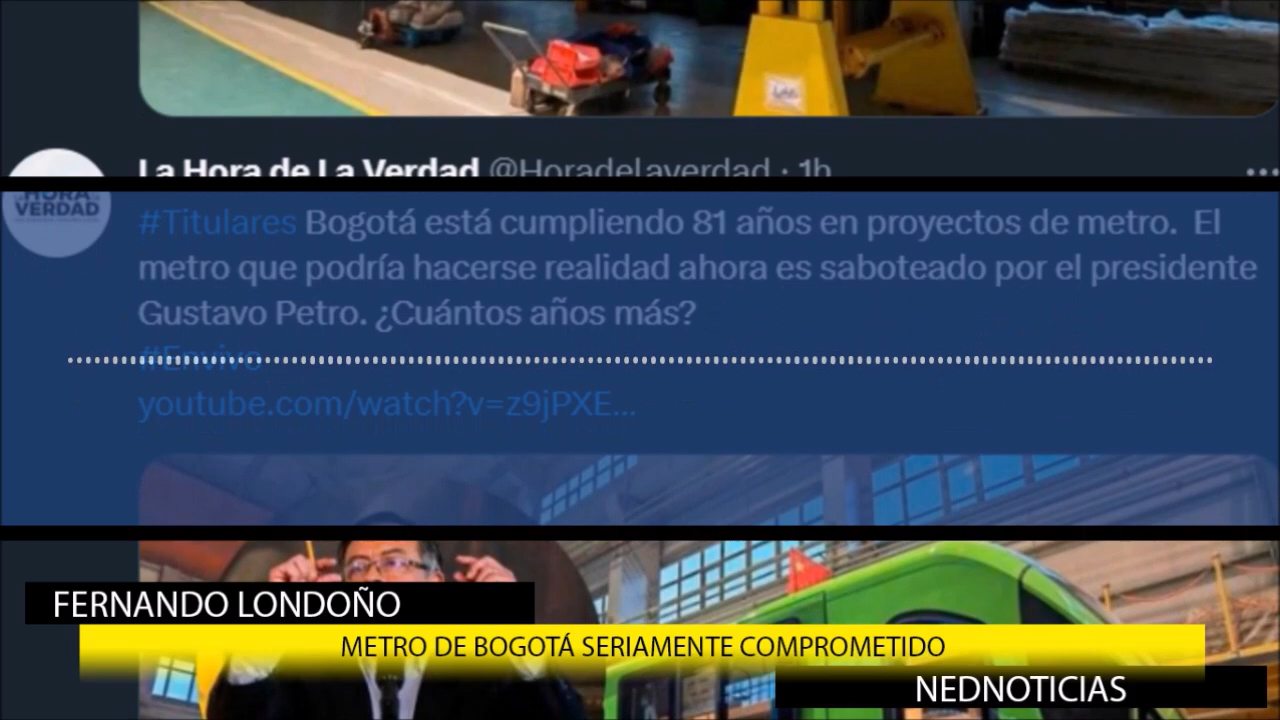 La Hora de La Verdad @Horadelaverdad · 1h
HORA
VERDAD
#Titulares Bogotá está cumpliendo 81 años en proyectos de metro. El
metro que podría hacerse realidad ahora es saboteado por el presidente
Gustavo Petro. ¿Cuántos años más?
#Envivo
youtube.com/watch?v=z9jPXE...
FERNANDO LONDOÑO
METRO DE BOGOTÁ SERIAMENTE COMPROMETIDO
NEDNOTICIAS